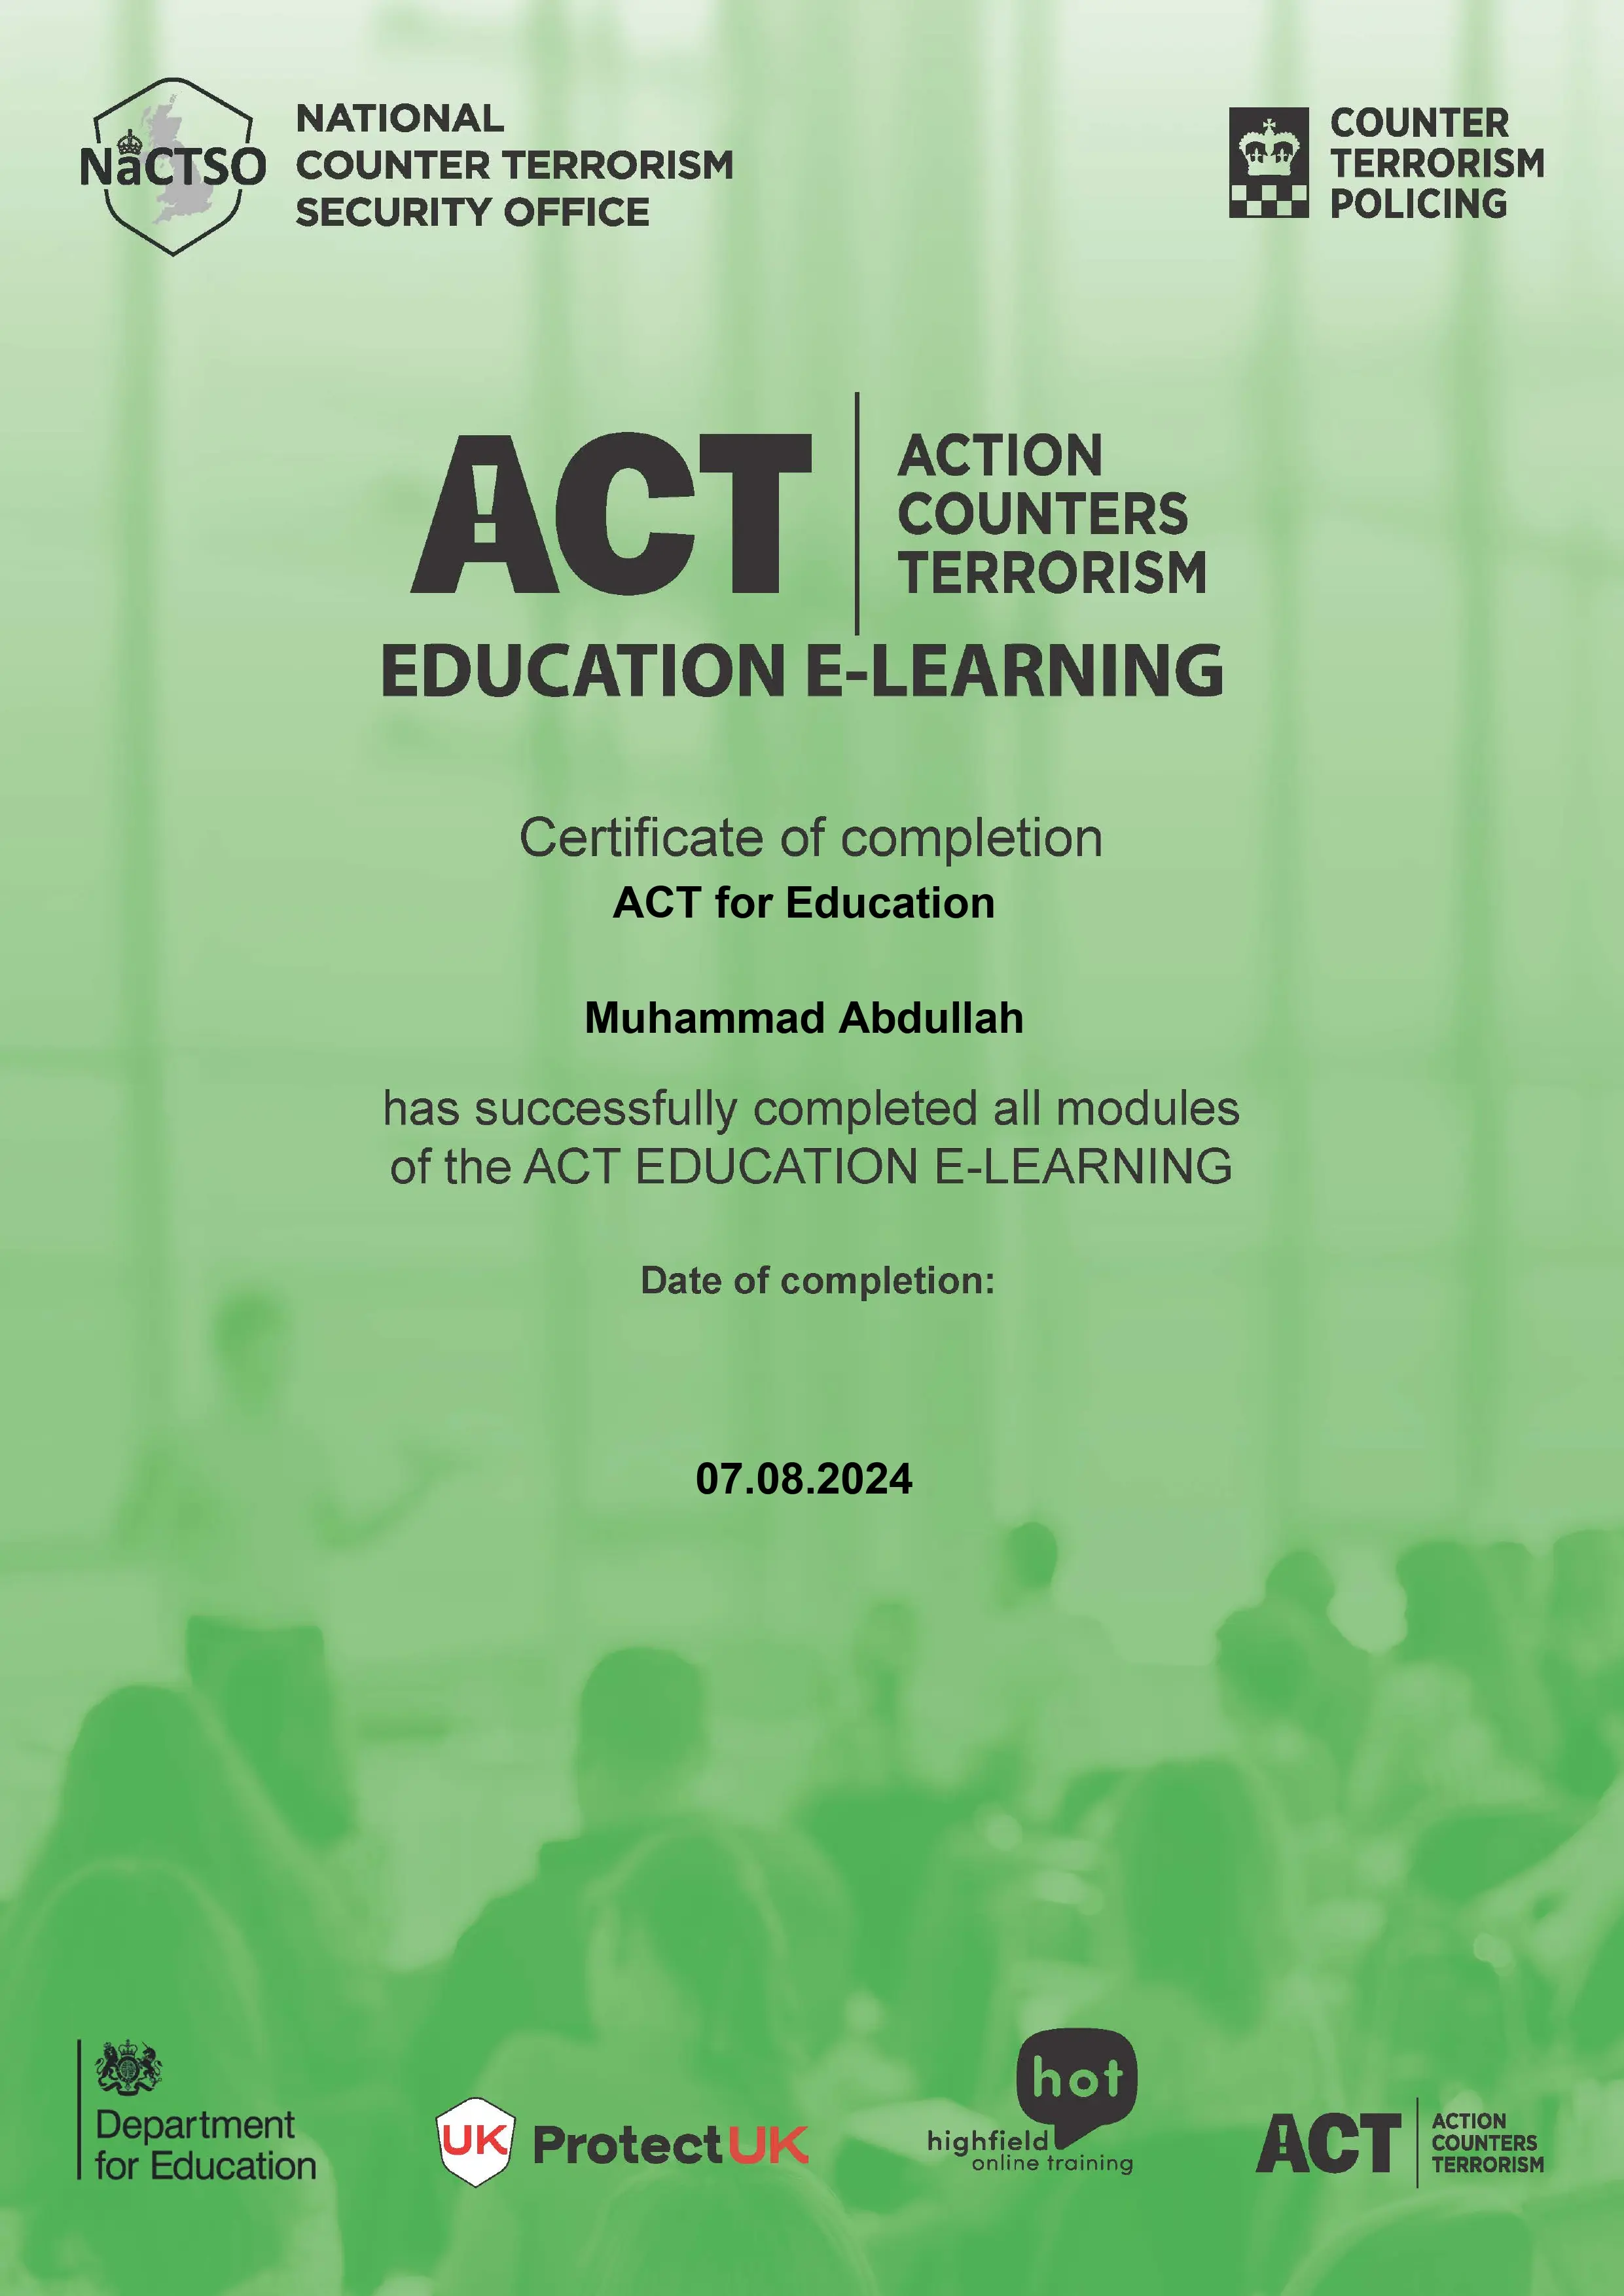 NaCTSO
NATIONAL
COUNTER TERRORISM
SECURITY OFFICE
COUNTER
TERRORISM
POLICING
ACT
ACTION
COUNTERS
TERRORISM
EDUCATION E-LEARNING
Certificate of completion
ACT for Education
Muhammad Abdullah
has successfully completed all modules
of the ACT EDUCATION E-LEARNING
Date of completion:
07.08.2024
Department
for Education
UK
ProtectUK
hot
highfield
online training
ACT
ACTION
COUNTERS
TERRORISM